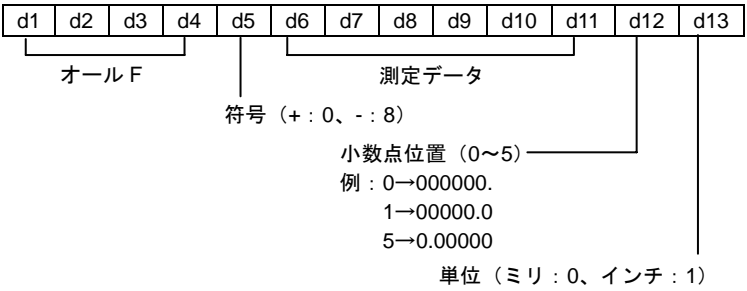 d1 d2 d3 d4 d5 d6 d7 d8 d9 d10 d11 d12 d13
オール F 測定データ
符号（+：0、-：8）
小数点位置（0～5）
例：0→000000.
1→00000.0
5→0.00000
単位（ミリ：0、インチ：1）